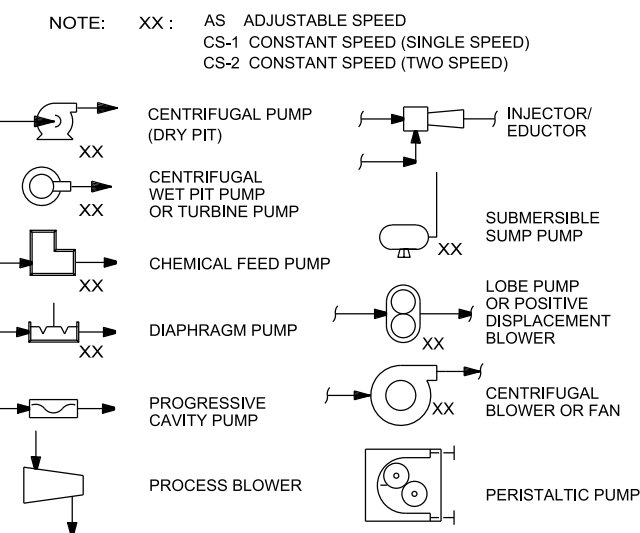 NOTE: XX : AS ADJUSTABLE SPEED
CS-1 CONSTANT SPEED (SINGLE SPEED)
CS-2 CONSTANT SPEED (TWO SPEED)
XX
CENTRIFUGAL PUMP
(DRY PIT)
XX
CENTRIFUGAL
WET PIT PUMP
OR TURBINE PUMP
XX
CHEMICAL FEED PUMP
XX
DIAPHRAGM PUMP
PROGRESSIVE
CAVITY PUMP
PROCESS BLOWER
INJECTOR/
EDUCTOR
XX
SUBMERSIBLE
SUMP PUMP
XX
LOBE PUMP
OR POSITIVE
DISPLACEMENT
BLOWER
XX
CENTRIFUGAL
BLOWER OR FAN
PERISTALTIC PUMP